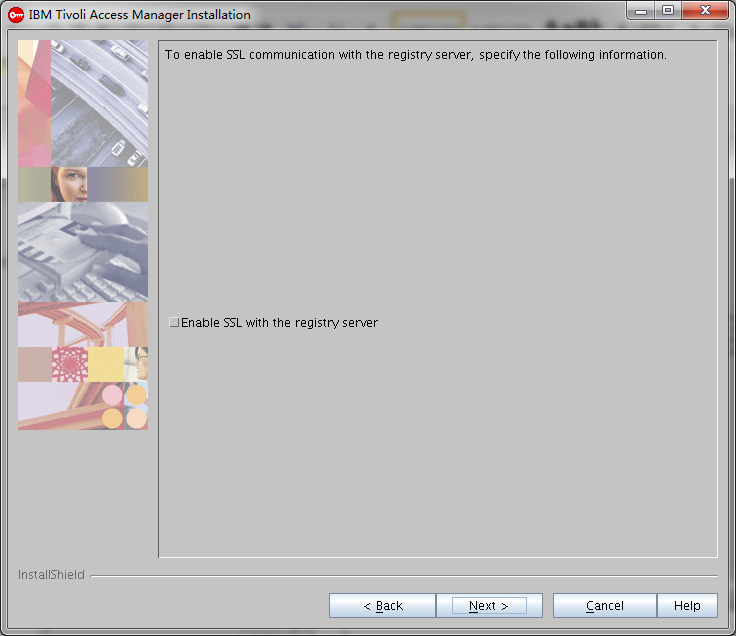 IBM Tivoli Access Manager Installation
To enable SSL communication with the registry server, specify the following information.
Enable SSL with the registry server
InstallShield
< Back
Next >
Cancel
Help